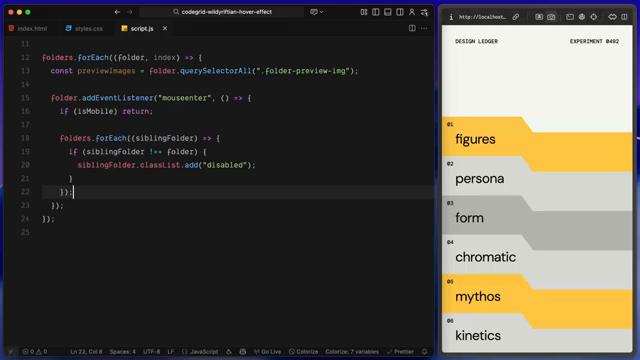 codegrid-wildyriftian-hover-effect
index.html
styles.css
script.js
11
12 folders.forEach((folder, index) => {
13 const previewImages = folder.querySelectorAll(".folder-preview-img");
14
15 folder.addEventListener("mouseenter", () => {
16 if (isMobile) return;
17
18 folders.forEach((siblingFolder) => {
19 if (siblingFolder !== folder) {
20 siblingFolder.classList.add("disabled");
21 }
22 });
23 });
24 });
25
0 0
Ln 22, Col 8 Spaces: 4 UTF-8 LF {} JavaScript Go Live Colorize Colorize: 7 variables Prettier
http://localhost...
DESIGN LEDGER EXPERIMENT 0492
01
figures
02
persona
03
form
04
chromatic
05
mythos
06
kinetics